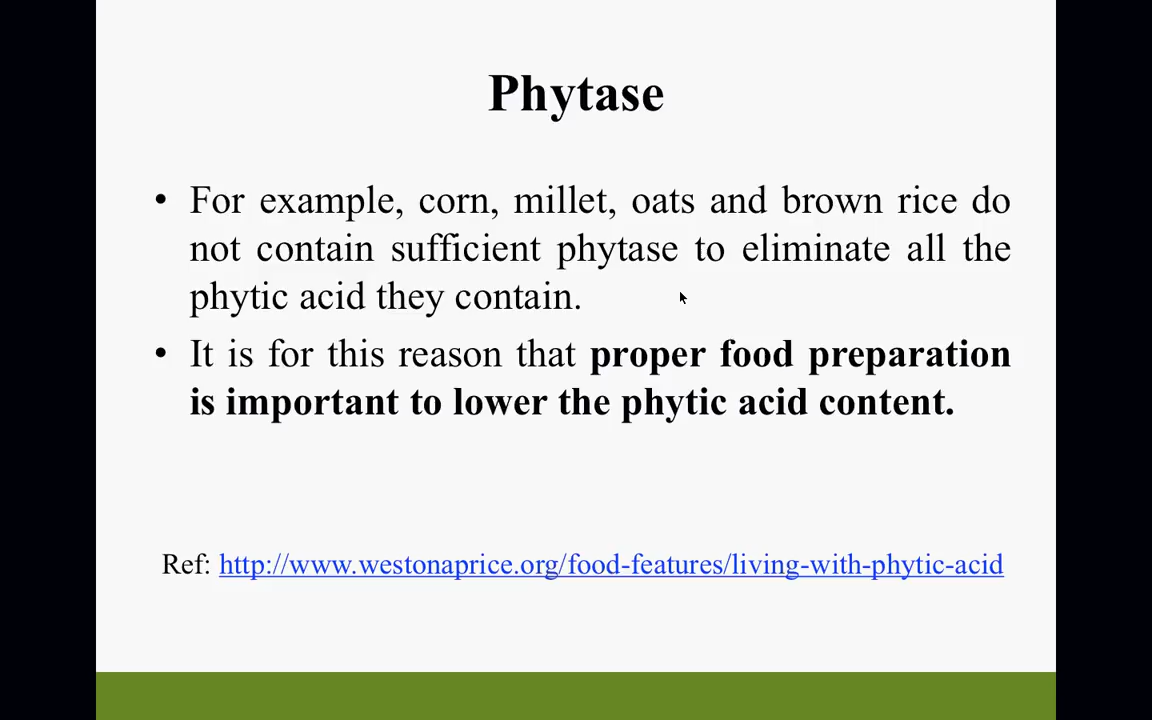 Phytase
• For example, corn, millet, oats and brown rice do
not contain sufficient phytase to eliminate all the
phytic acid they contain.
• It is for this reason that proper food preparation
is important to lower the phytic acid content.
Ref: http://www.westonaprice.org/food-features/living-with-phytic-acid